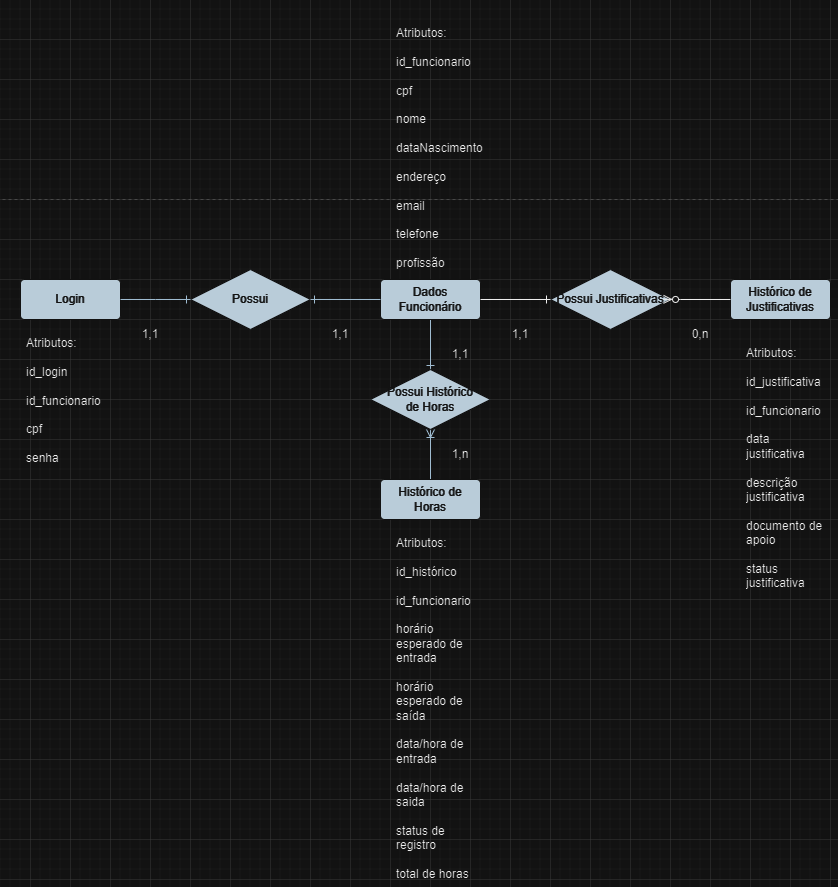 Atributos:
id_funcionario
cpf
nome
dataNascimento
endereço
email
telefone
profissão
Login
Possui
Dados
Funcionário
Possui Justificativas
Histórico de
Justificativas
1,1
1,1
1,1
0,n
Atributos:
id_login
id_funcionario
cpf
senha
1,1
Possui Histórico
de Horas
1,n
Histórico de
Horas
Atributos:
id_justificativa
id_funcionario
data
justificativa
descrição
justificativa
documento de
apoio
status
justificativa
Atributos:
id_histórico
id_funcionario
horário
esperado de
entrada
horário
esperado de
saída
data/hora de
entrada
data/hora de
saida
status de
registro
total de horas